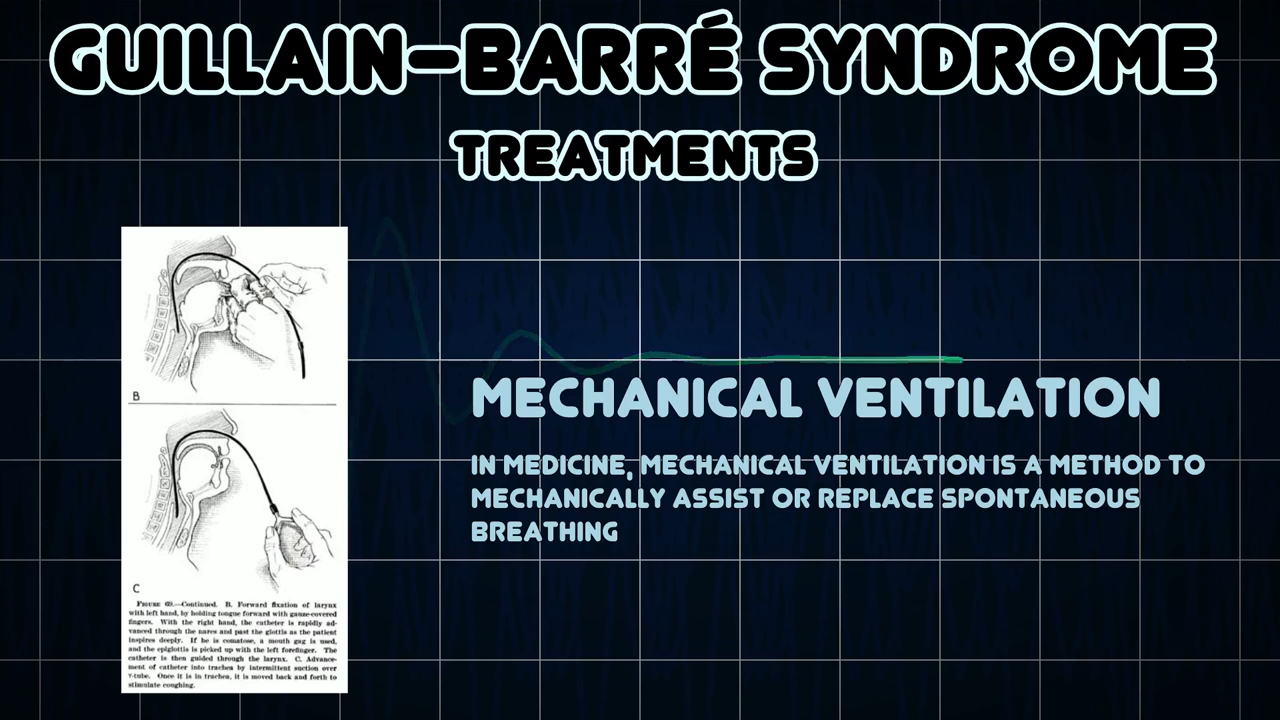 GUILLAIN-BARRÉ SYNDROME
TREATMENTS
B
MECHANICAL VENTILATION
IN MEDICINE, MECHANICAL VENTILATION IS A METHOD TO
MECHANICALLY ASSIST OR REPLACE SPONTANEOUS
BREATHING
C
FIGURE 69.—Continued. B. Forward fixation of larynx
with left hand, by holding tongue forward with gauze-covered
fingers. With the right hand, the catheter is rapidly ad-
vanced through the nares and past the glottis as the patient
inspires deeply. If he is comatose, a mouth gag is used,
and the epiglottis is picked up with the left forefinger. The
catheter is then guided through the larynx. C. Advance-
ment of catheter into trachea by intermittent suction over
Y-tube. Once it is in trachea, it is moved back and forth to
stimulate coughing.